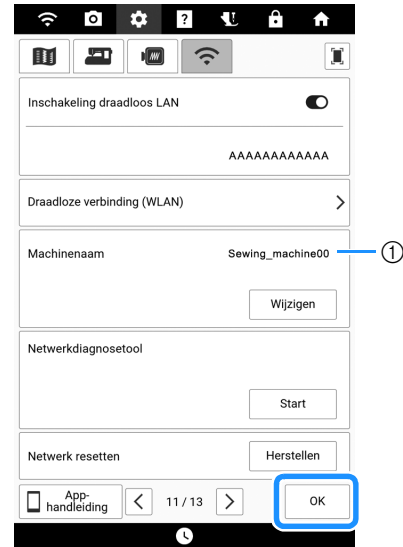 ?
Inschakeling draadloos LAN
AAAAAAAAAAAA
Draadloze verbinding (WLAN)
Machinenaam Sewing_machine00 ①
Wijzigen
Netwerkdiagnosetool
Start
Netwerk resetten Herstellen
App-
handleiding 11 / 13 OK